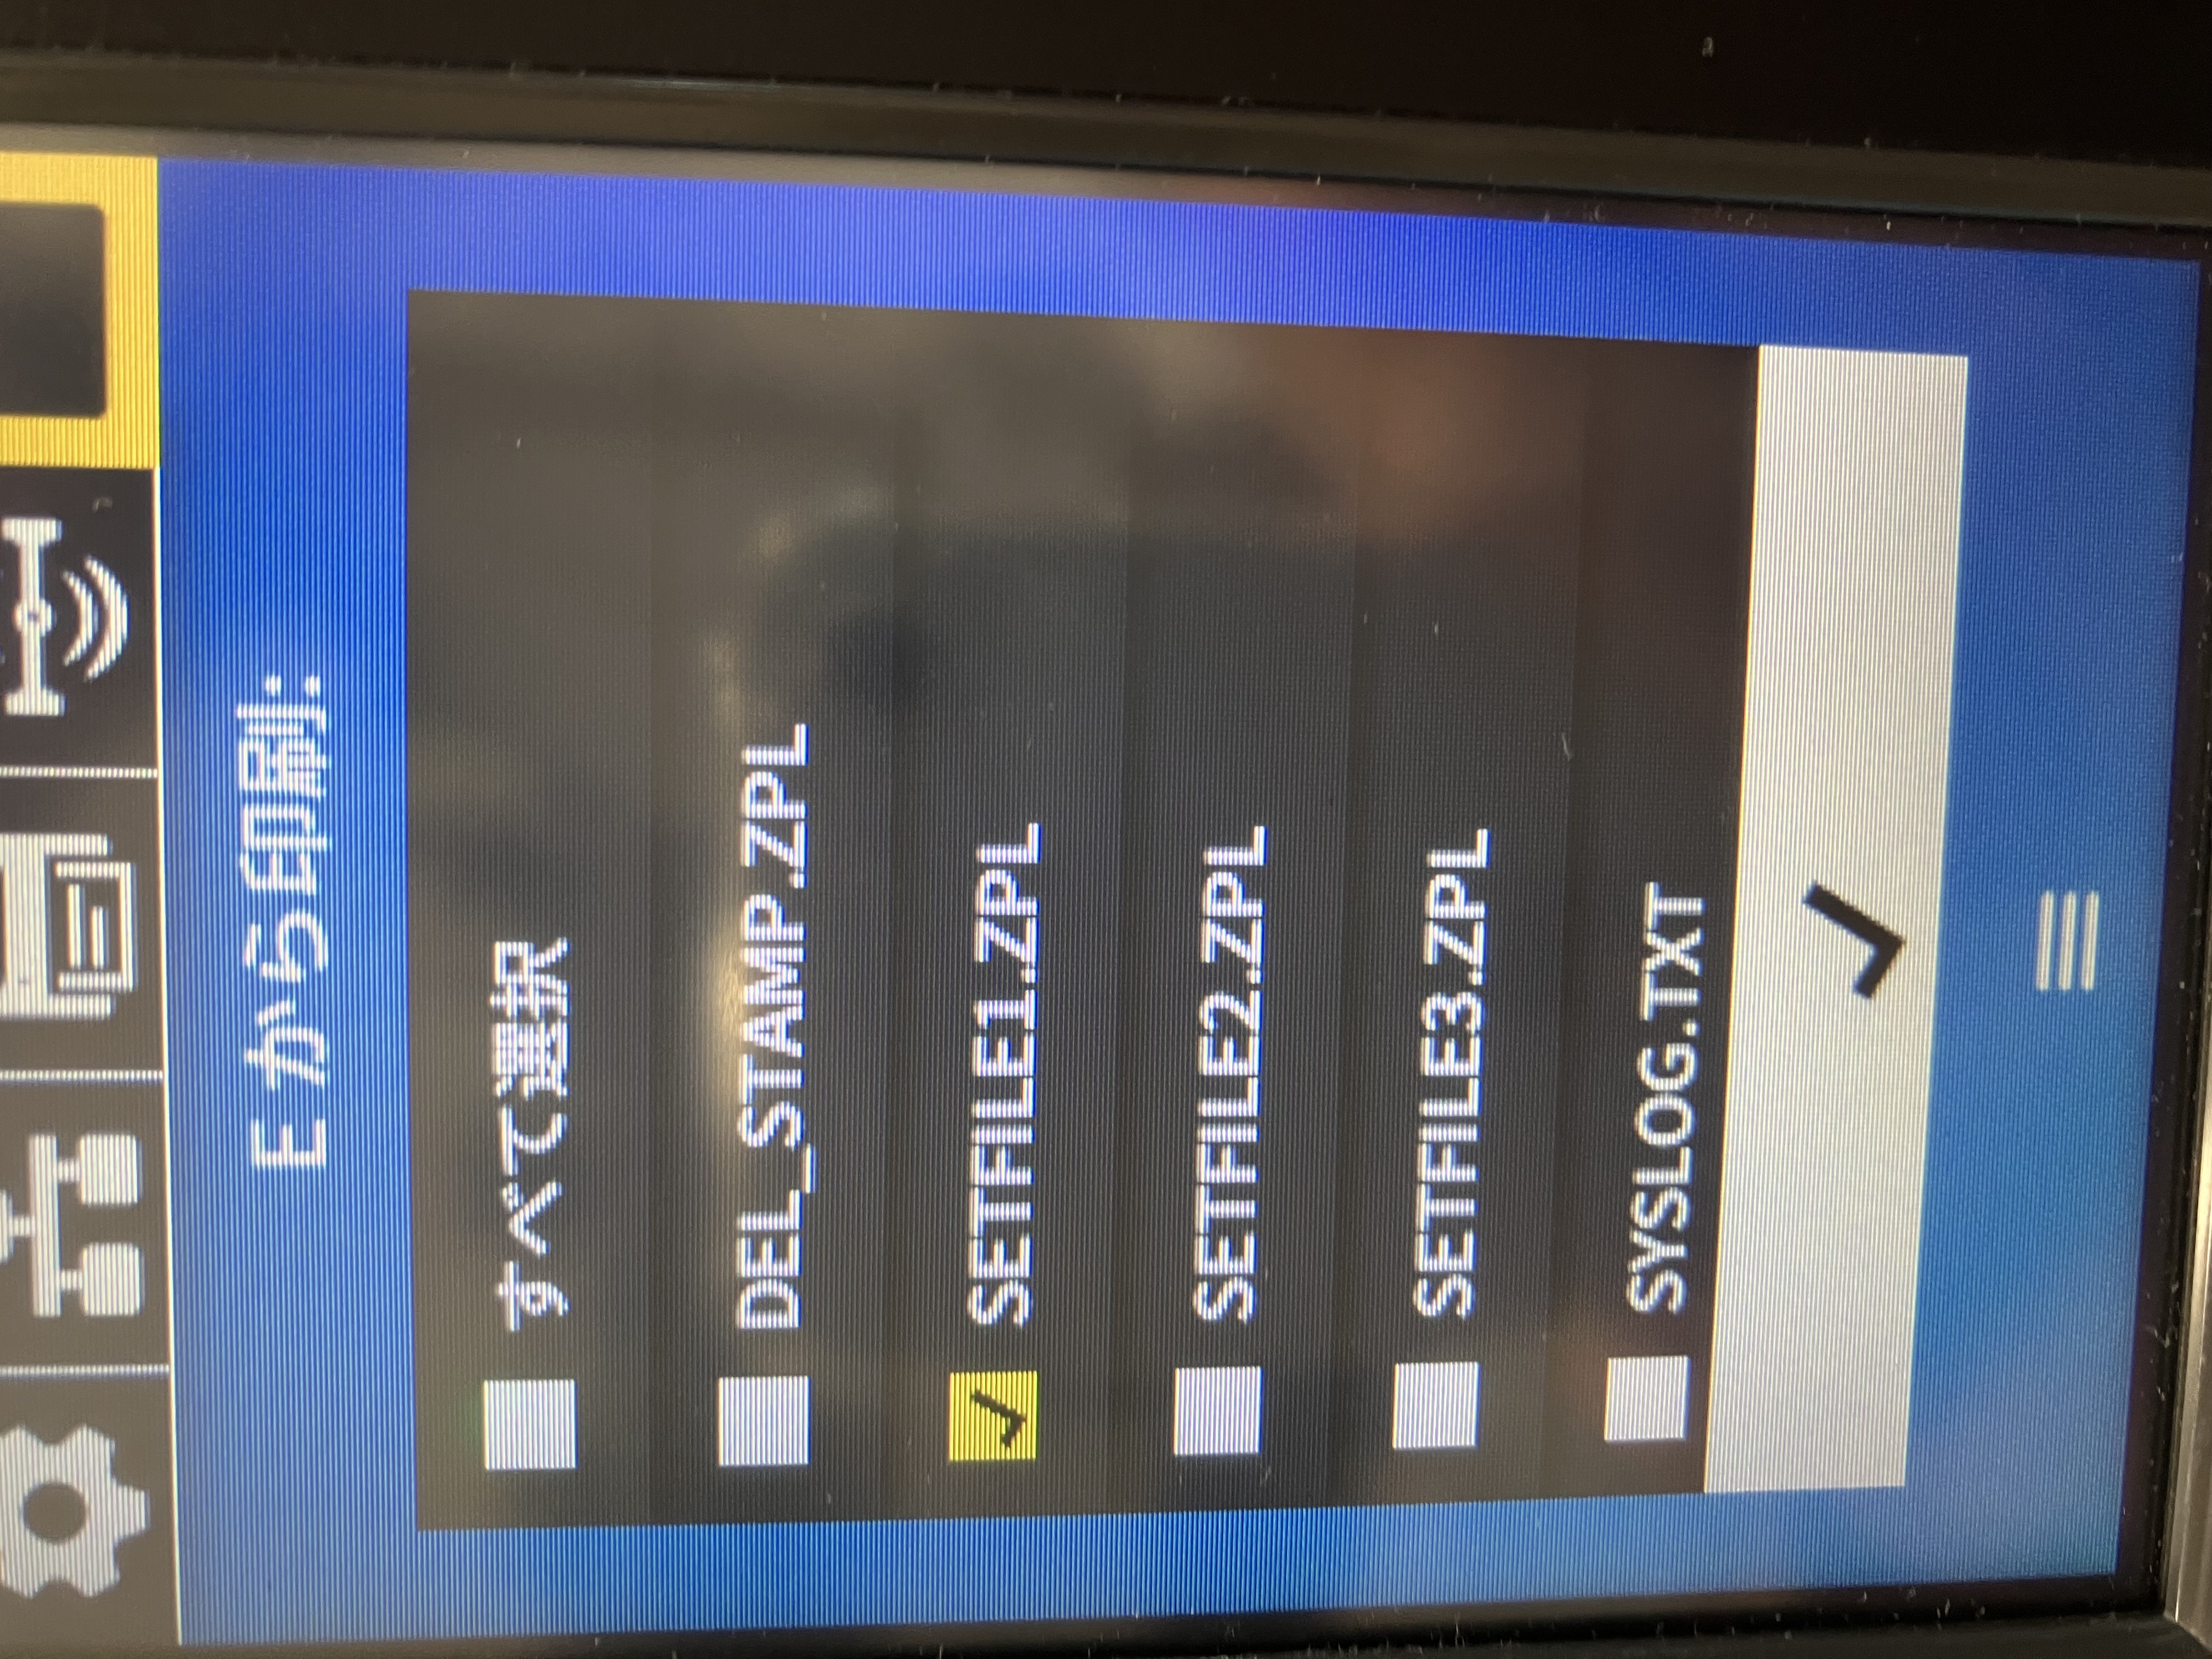 E から印刷:
すべて選択
DEL_STAMP.ZPL
SETFILE1.ZPL
SETFILE2.ZPL
SETFILE3.ZPL
SYSLOG.TXT